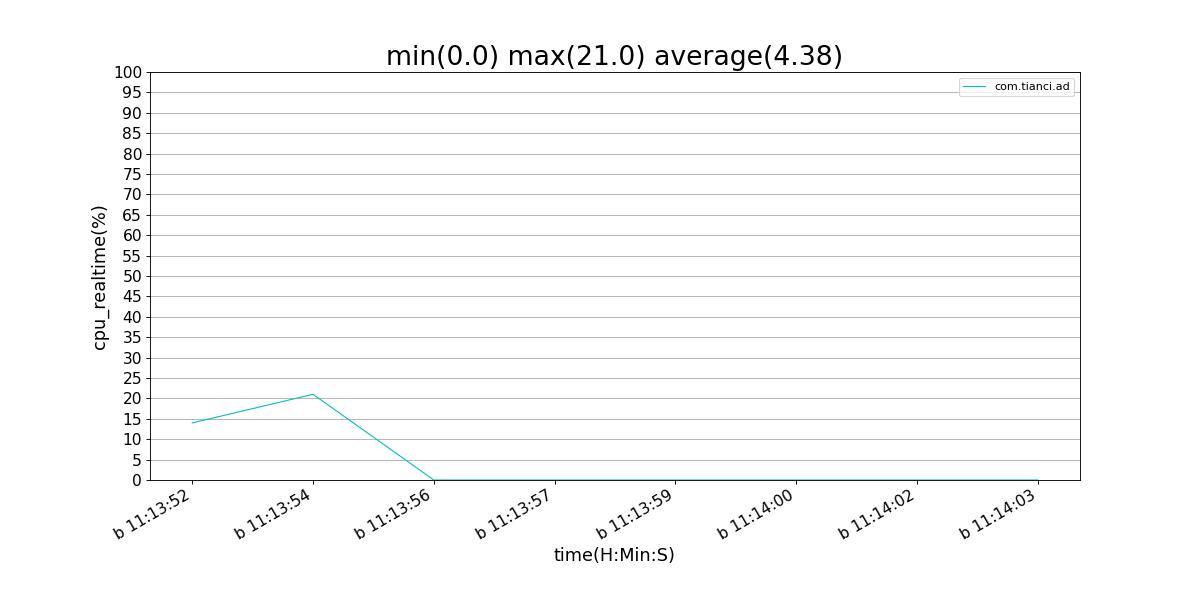 min(0.0) max(21.0) average(4.38)
com.tianci.ad
100
95
90
85
80
75
70
65
60
55
50
45
40
35
30
25
20
15
10
5
0
cpu_realtime(%)
b 11:13:52
b 11:13:54
b 11:13:56
b 11:13:57
b 11:13:59
b 11:14:00
b 11:14:02
b 11:14:03
time(H:Min:S)